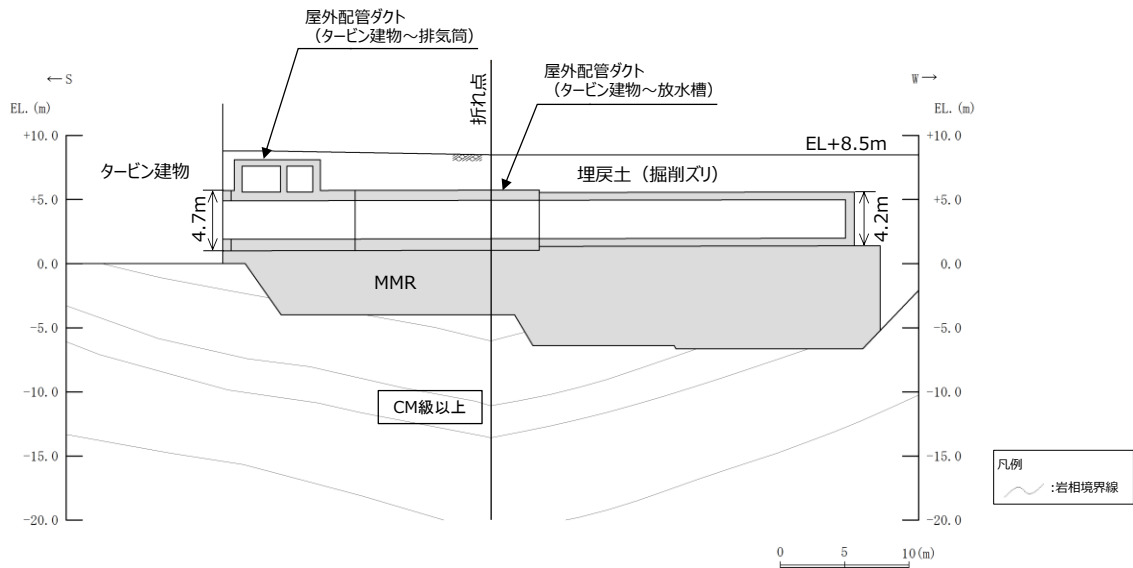 屋外配管ダクト
(タービン建物～排気筒)
折れ点
屋外配管ダクト
(タービン建物～放水槽)
←S
W→
EL. (m)
EL. (m)
+10.0
+10.0
EL+8.5m
タービン建物
埋戻土（掘削ズリ）
+5.0
+5.0
4.7m
4.2m
0.0
0.0
MMR
-5.0
-5.0
-10.0
-10.0
CM級以上
-15.0
-15.0
凡例
:岩相境界線
-20.0
-20.0
0 5 10(m)